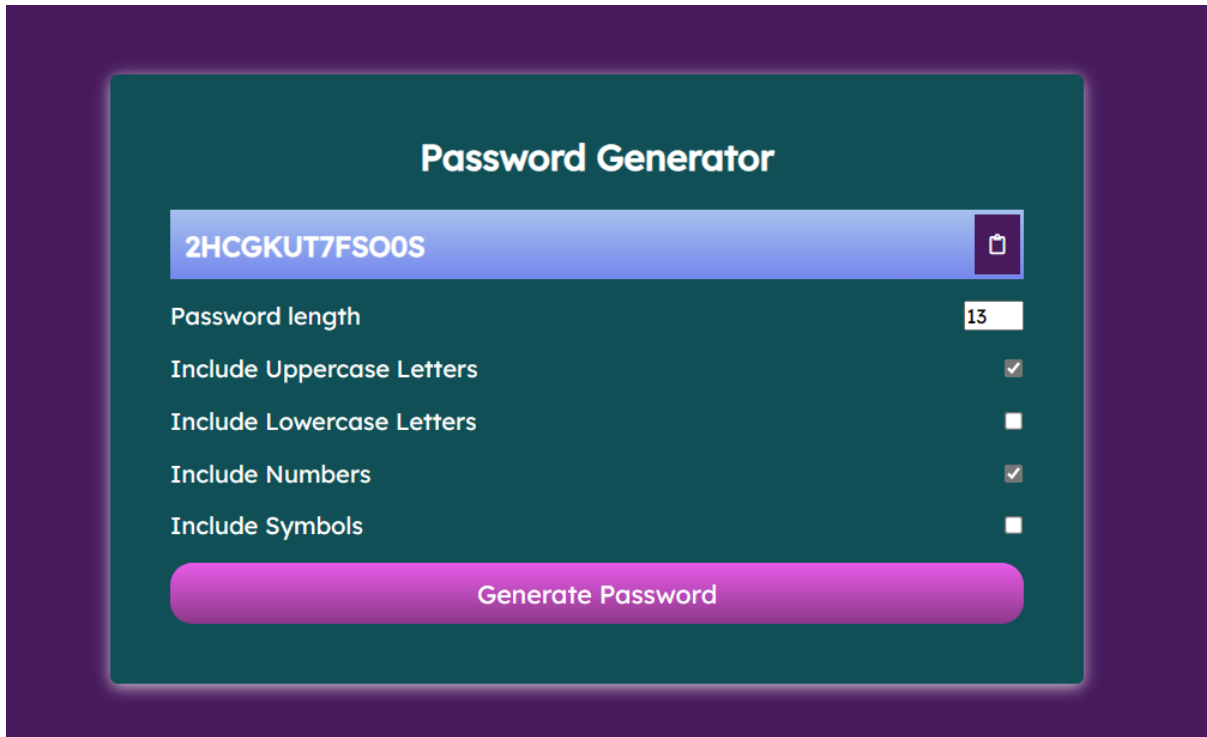 Password Generator
2HCGKUT7FSO0S
Password length 13
Include Uppercase Letters
Include Lowercase Letters
Include Numbers
Include Symbols
Generate Password